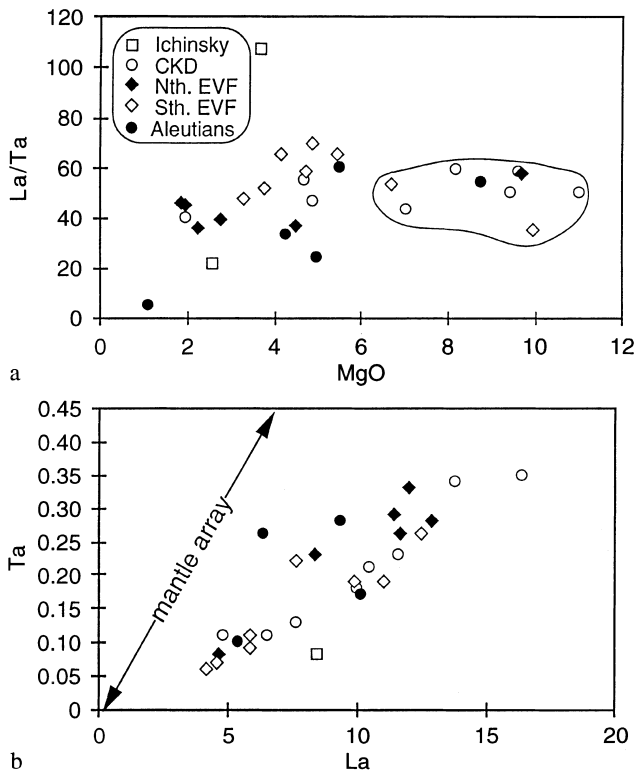 120
100
80
60
40
20
0
La/Ta
Ichinsky
CKD
Nth. EVF
Sth. EVF
Aleutians
0 2 4 6 8 10 12
MgO
a
0.45
0.40
0.35
0.30
0.25
0.20
0.15
0.10
0.05
0
Ta
mantle array
0 5 10 15 20
La
b